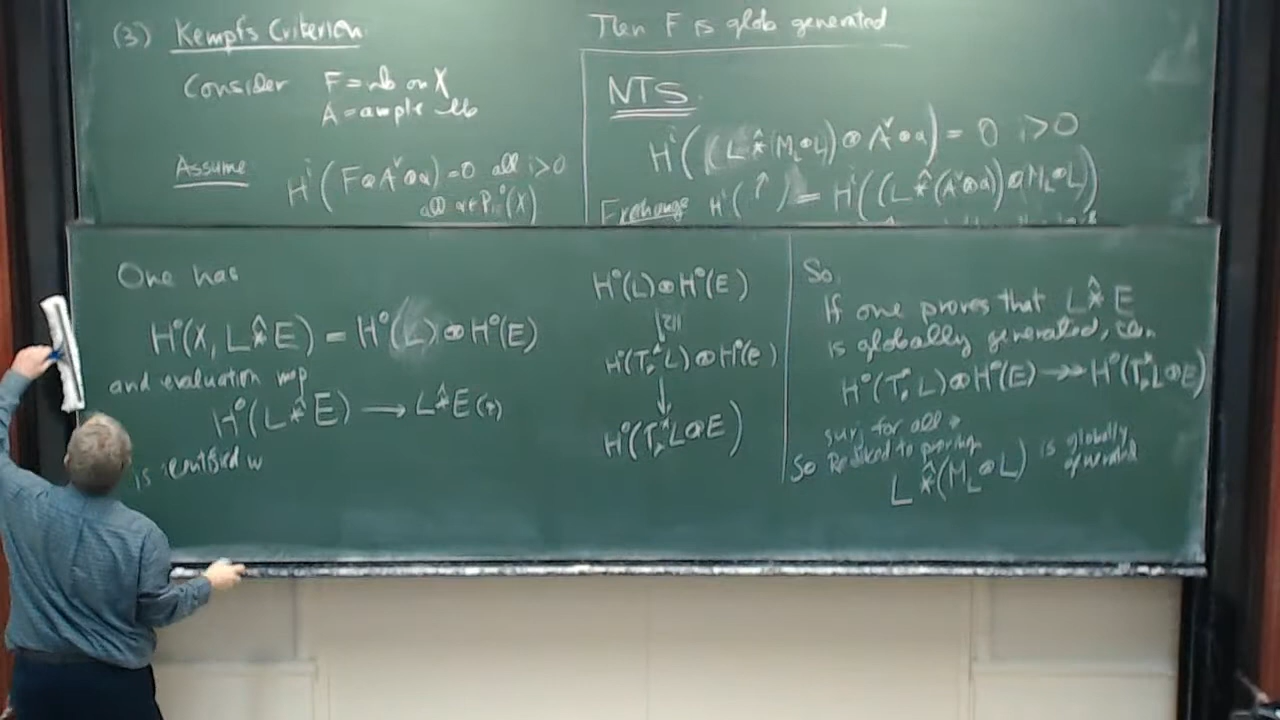 (3) Kempf's Criterion
Consider F = vb on X
A = ample lb
Assume H^i(F⊗A^∨⊗α) = 0 all i>0
all α∈Pic^0(X)
Then F is glob generated
NTS.
H^i((L *̂ (M_L⊗L)) ⊗ A^∨⊗α) = 0 i>0
Exchange H^i(↑) = H^i((L *̂ (A^∨⊗α)) ⊗ M_L⊗L))
One has
H^0(X, L *̂ E) = H^0(L) ⊗ H^0(E)
and evaluation map
H^0(L *̂ E) → L *̂ E(x)
is identified w
H^0(L)⊗H^0(E)
≅
H^0(T_x^*L)⊗H^0(E)
↓
H^0(T_x^*L⊗E)
So.
If one proves that L *̂ E
is globally generated, then
H^0(T_x^*L)⊗H^0(E) ↠ H^0(T_x^*L⊗E)
surj. for all x
So Reduced to proving
L *̂ (M_L⊗L) is globally
generated